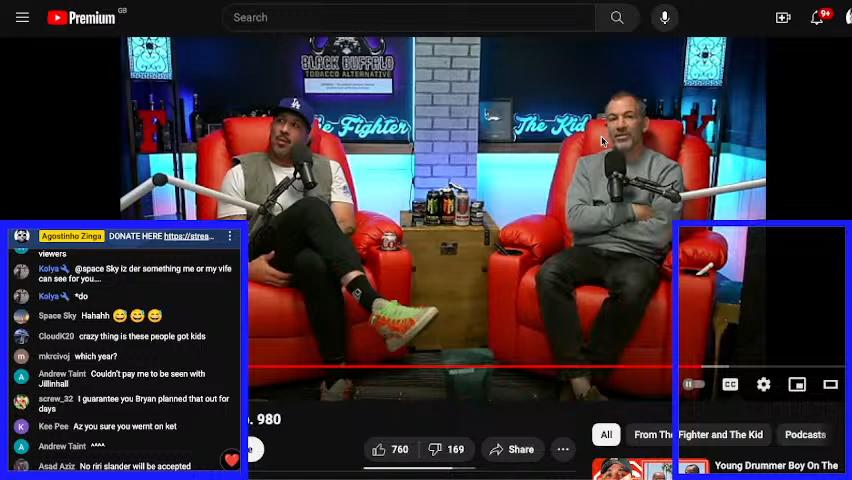 Premium GB
Search
9+
BLACK BUFFALO
TOBACCO ALTERNATIVE
e Fighter
The Kid
F
K
Agostinho Zinga DONATE HERE https://strea...
viewers
Kolya @space Sky iz der something me or my vife
can see for you....
Kolya *do
Space Sky Hahahh 😅😅😅
CloudK20 crazy thing is these people got kids
mkrcivoj which year?
Andrew Taint Couldn't pay me to be seen with
Jillinhall
screw_32 I guarantee you Bryan planned that out for
days
Kee Pee Az you sure you wernt on ket
Andrew Taint ^^^^
Asad Aziz No riri slander will be accepted
. 980
760
169
Share
All
From The Fighter and The Kid
Podcasts
Young Drummer Boy On The